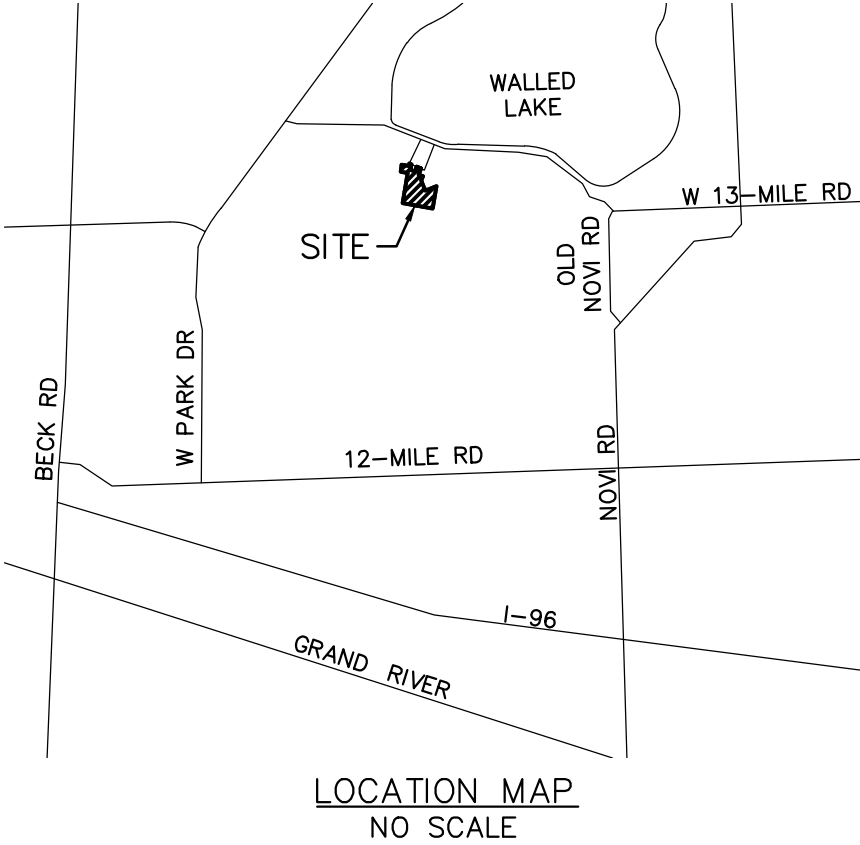 WALLED
LAKE
W 13-MILE RD
SITE
OLD
NOVI RD
W PARK DR
BECK RD
12-MILE RD
NOVI RD
I-96
GRAND RIVER
LOCATION MAP
NO SCALE